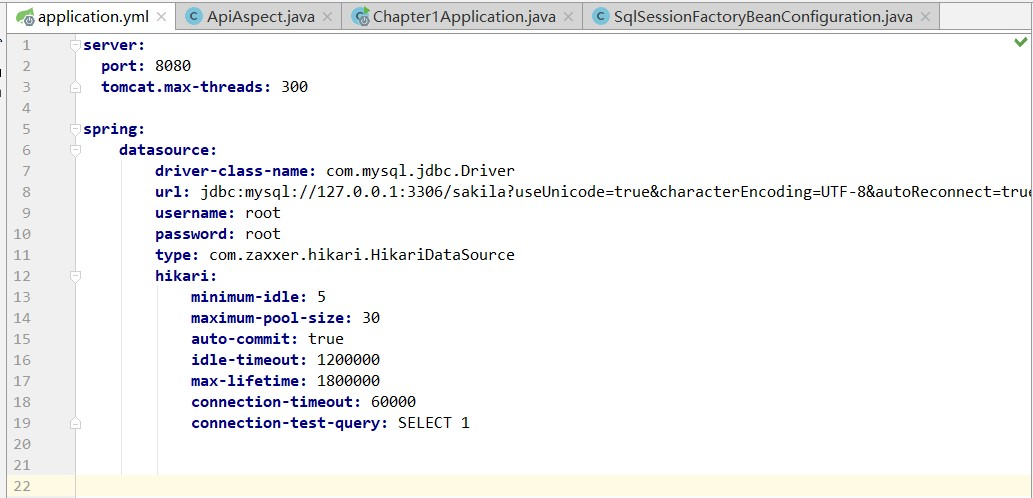 application.yml × ApiAspect.java × Chapter1Application.java × SqlSessionFactoryBeanConfiguration.java ×
1 server:
2 port: 8080
3 tomcat.max-threads: 300
4
5 spring:
6 datasource:
7 driver-class-name: com.mysql.jdbc.Driver
8 url: jdbc:mysql://127.0.0.1:3306/sakila?useUnicode=true&characterEncoding=UTF-8&autoReconnect=true
9 username: root
10 password: root
11 type: com.zaxxer.hikari.HikariDataSource
12 hikari:
13 minimum-idle: 5
14 maximum-pool-size: 30
15 auto-commit: true
16 idle-timeout: 1200000
17 max-lifetime: 1800000
18 connection-timeout: 60000
19 connection-test-query: SELECT 1
20
21
22